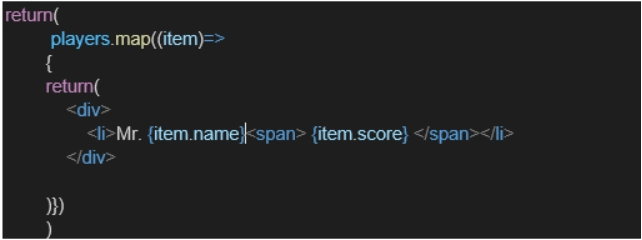 return(
players.map((item)=>
{
return(
<div>
<li>Mr. {item.name}<span> {item.score} </span></li>
</div>
)})
)